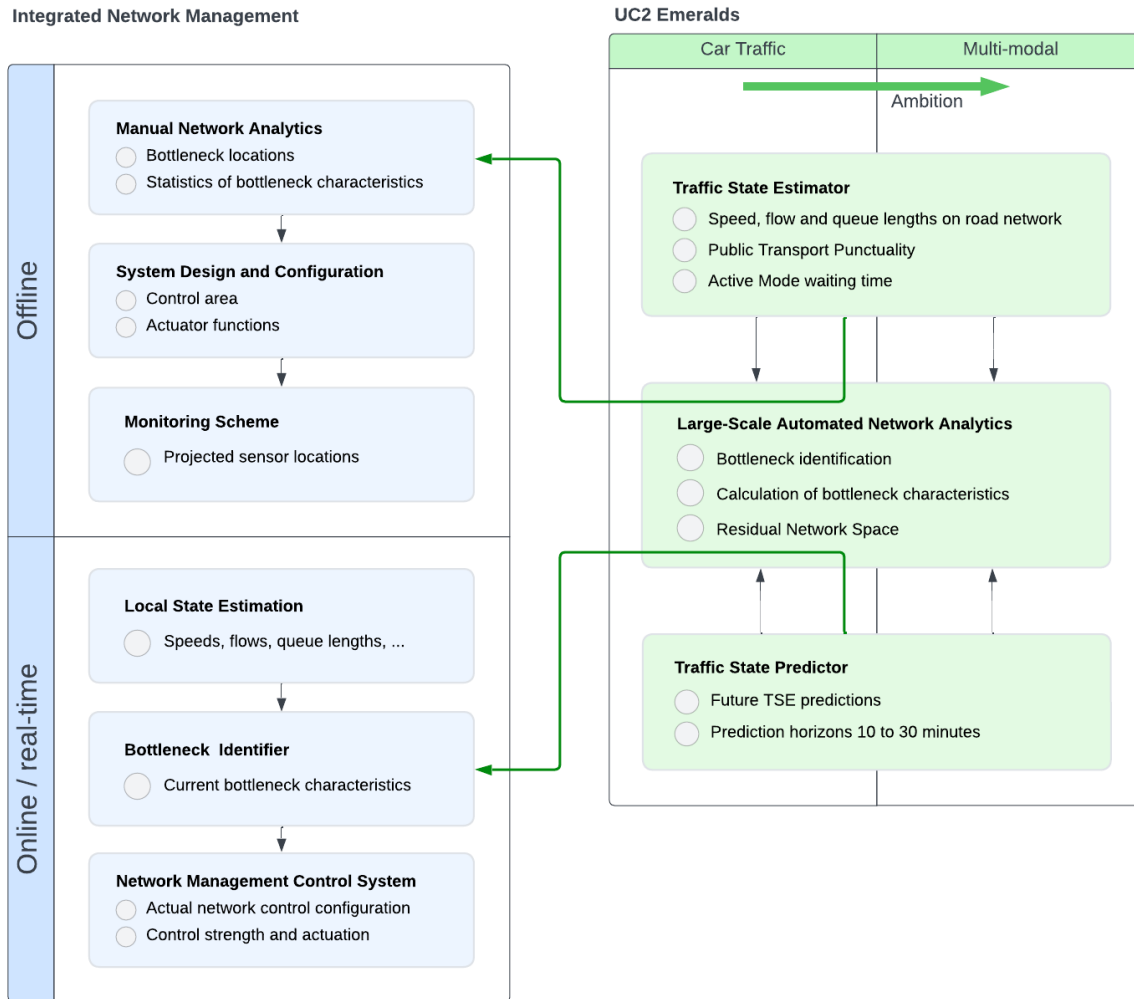 Integrated Network Management
Offline
Manual Network Analytics
Bottleneck locations
Statistics of bottleneck characteristics
System Design and Configuration
Control area
Actuator functions
Monitoring Scheme
Projected sensor locations
Online / real-time
Local State Estimation
Speeds, flows, queue lengths, ...
Bottleneck Identifier
Current bottleneck characteristics
Network Management Control System
Actual network control configuration
Control strength and actuation
UC2 Emeralds
Car Traffic
Multi-modal
Ambition
Traffic State Estimator
Speed, flow and queue lengths on road network
Public Transport Punctuality
Active Mode waiting time
Large-Scale Automated Network Analytics
Bottleneck identification
Calculation of bottleneck characteristics
Residual Network Space
Traffic State Predictor
Future TSE predictions
Prediction horizons 10 to 30 minutes